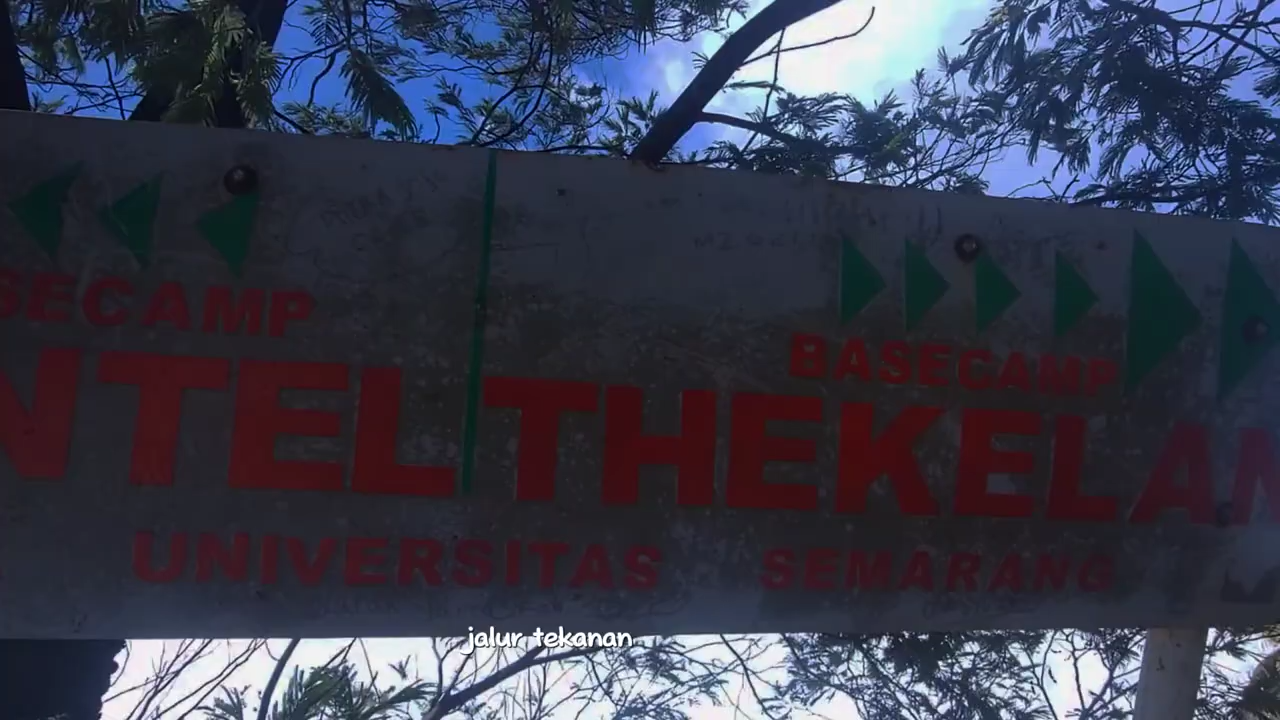 SECAMP
NTEL
BASECAMP
THEKELAN
UNIVERSITAS SEMARANG
jalur tekanan